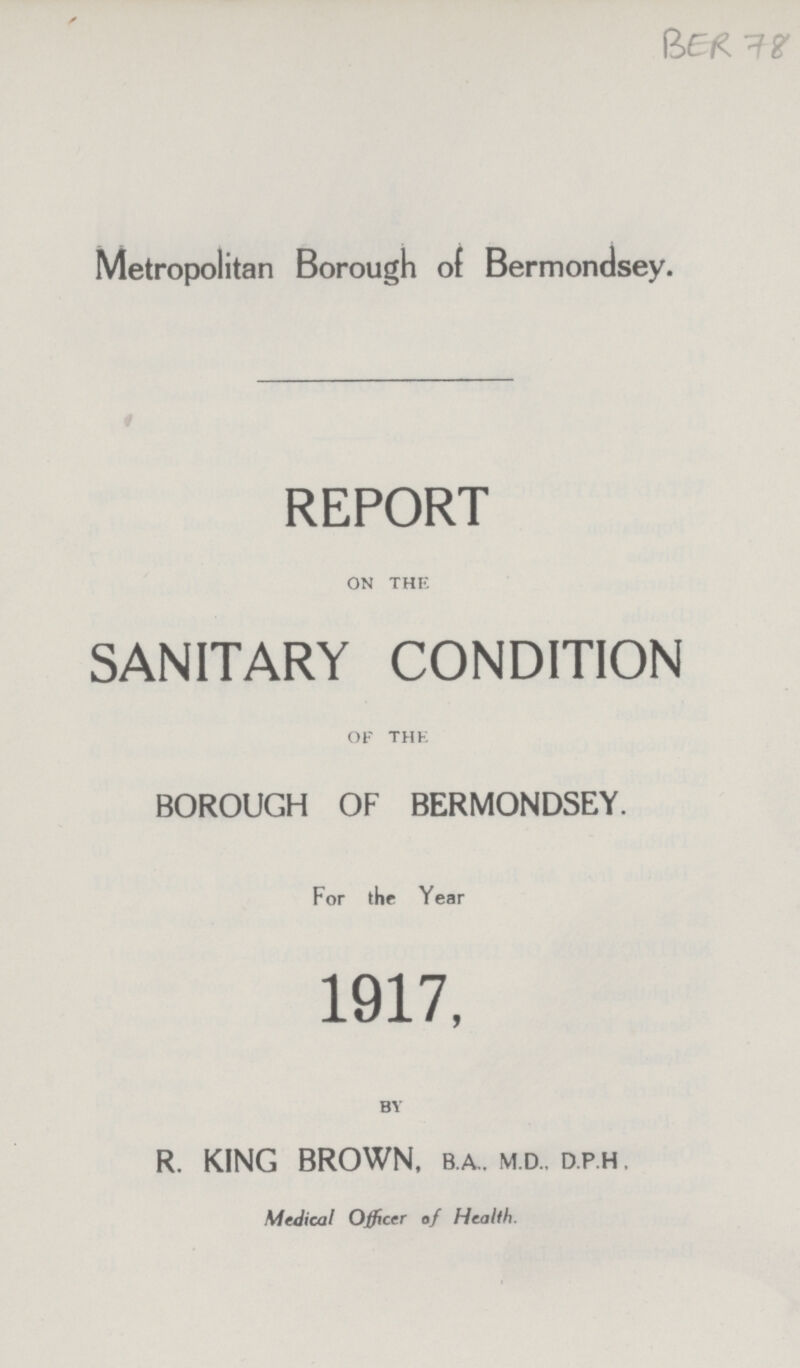 BER 78
Metropolitan Borough of Bermondsey.
REPORT
ON THE
SANITARY CONDITION
OF THE
BOROUGH OF BERMONDSEY.
For the Year
1917,
BY
R. KING BROWN, B.A., M.D., D.P.H,
Medical Officer of Health.